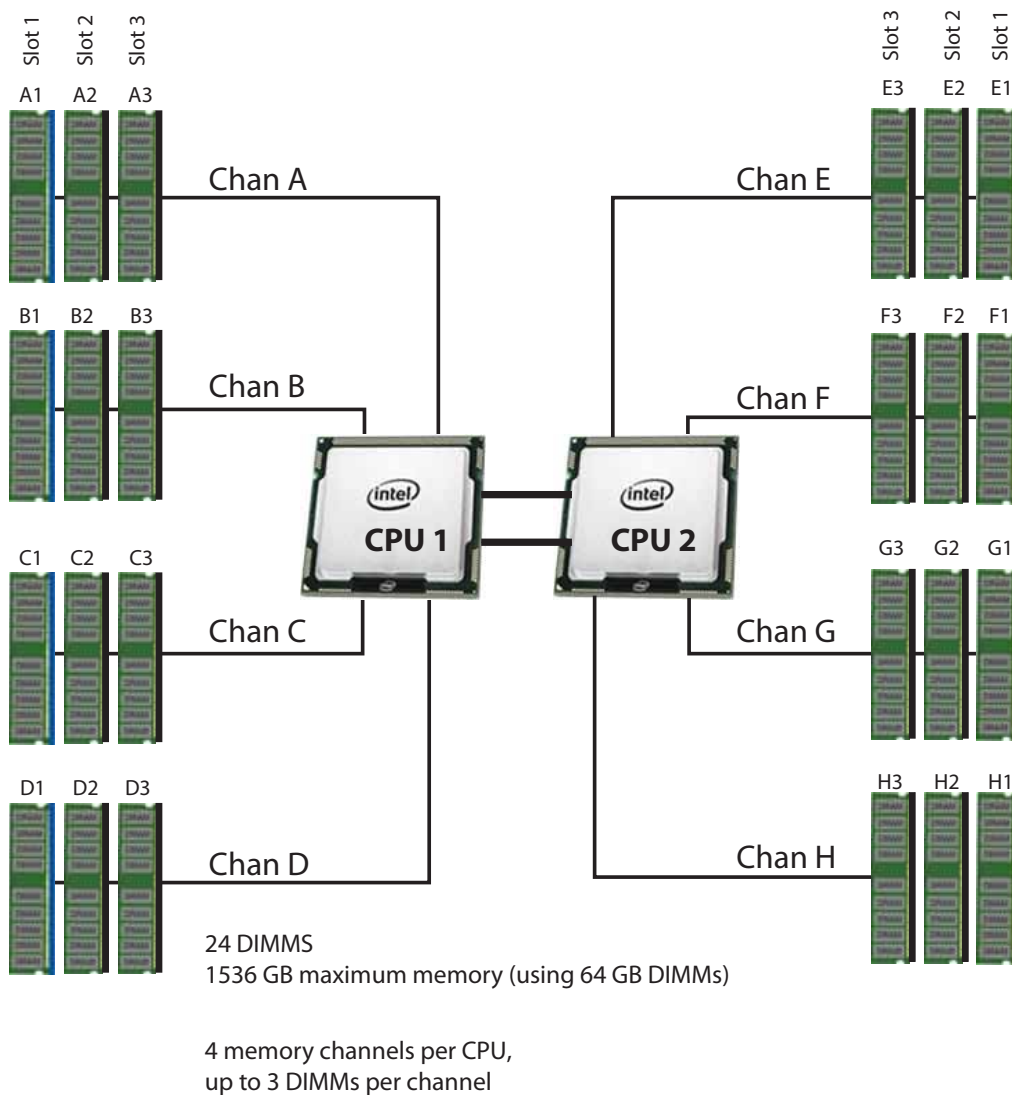 Slot 1 Slot 2 Slot 3
Slot 3 Slot 2 Slot 1
A1 A2 A3
E3 E2 E1
Chan A
Chan E
B1 B2 B3
F3 F2 F1
Chan B
Chan F
intel
CPU 1
intel
CPU 2
C1 C2 C3
G3 G2 G1
Chan C
Chan G
D1 D2 D3
H3 H2 H1
Chan D
Chan H
24 DIMMS
1536 GB maximum memory (using 64 GB DIMMs)
4 memory channels per CPU,
up to 3 DIMMs per channel